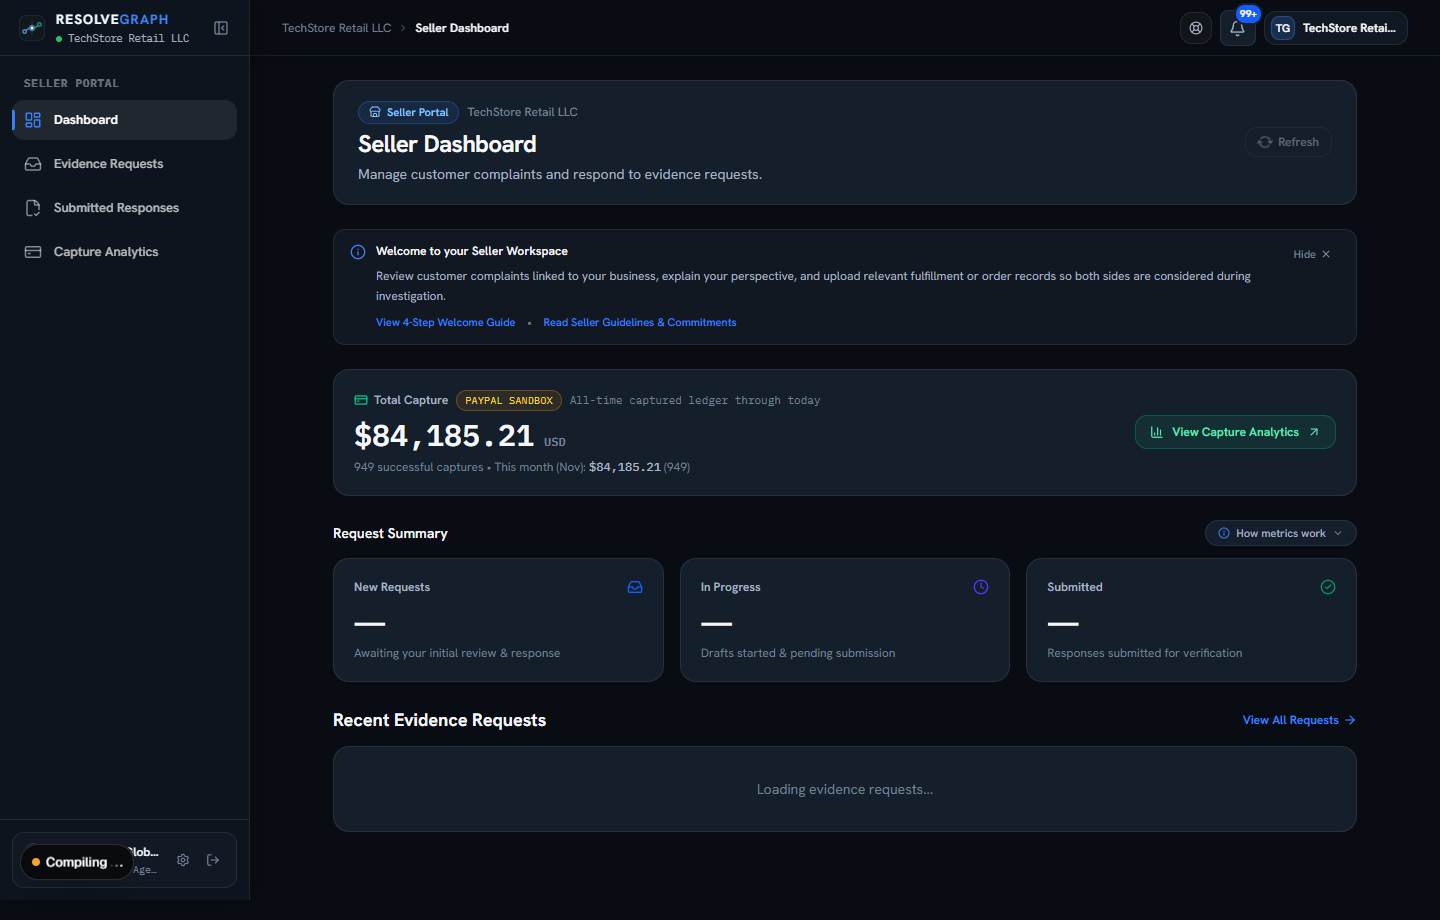 RESOLVEGRAPH
TechStore Retail LLC
SELLER PORTAL
Dashboard
Evidence Requests
Submitted Responses
Capture Analytics
Compiling ...
lob...
Age...
TechStore Retail LLC > Seller Dashboard
99+
TG TechStore Retai...
Seller Portal TechStore Retail LLC
Seller Dashboard
Manage customer complaints and respond to evidence requests.
Refresh
Welcome to your Seller Workspace
Hide ×
Review customer complaints linked to your business, explain your perspective, and upload relevant fulfillment or order records so both sides are considered during
investigation.
View 4-Step Welcome Guide • Read Seller Guidelines & Commitments
Total Capture PAYPAL SANDBOX All-time captured ledger through today
$84,185.21 USD
949 successful captures • This month (Nov): $84,185.21 (949)
View Capture Analytics
Request Summary
How metrics work
New Requests
—
Awaiting your initial review & response
In Progress
—
Drafts started & pending submission
Submitted
—
Responses submitted for verification
Recent Evidence Requests
View All Requests →
Loading evidence requests...